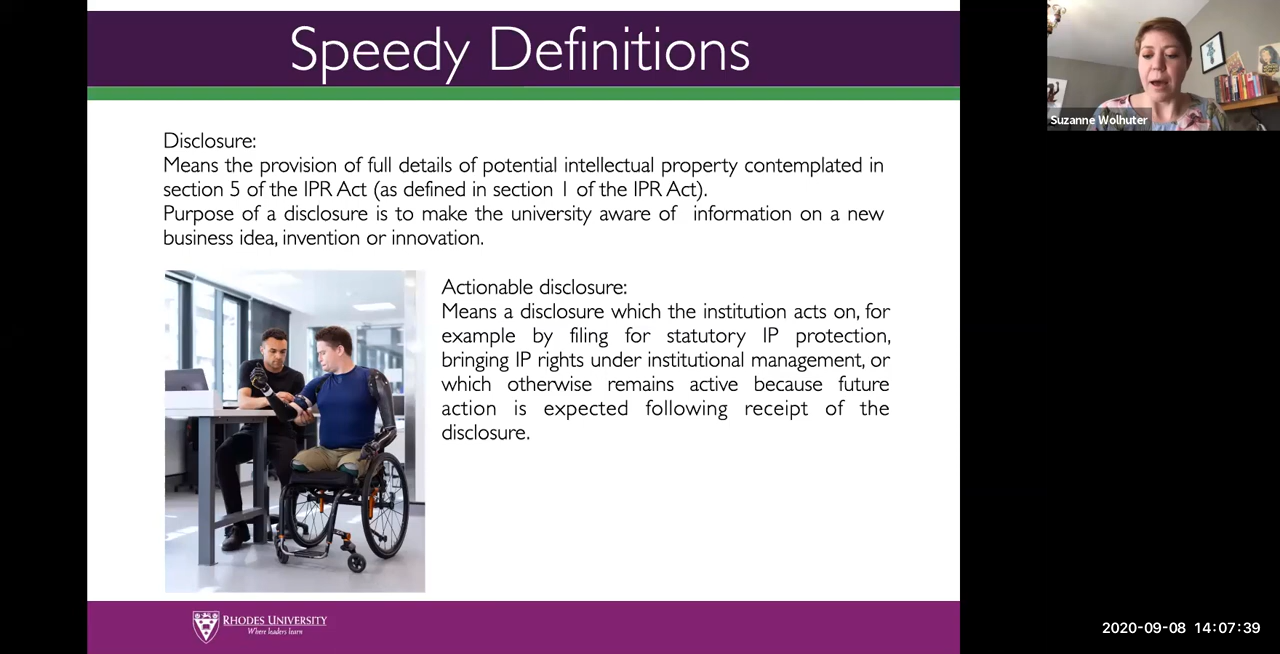 Speedy Definitions
Suzanne Wolhuter
Disclosure:
Means the provision of full details of potential intellectual property contemplated in
section 5 of the IPR Act (as defined in section 1 of the IPR Act).
Purpose of a disclosure is to make the university aware of information on a new
business idea, invention or innovation.
Actionable disclosure:
Means a disclosure which the institution acts on, for
example by filing for statutory IP protection,
bringing IP rights under institutional management, or
which otherwise remains active because future
action is expected following receipt of the
disclosure.
RHODES UNIVERSITY
Where leaders learn
2020-09-08 14:07:39